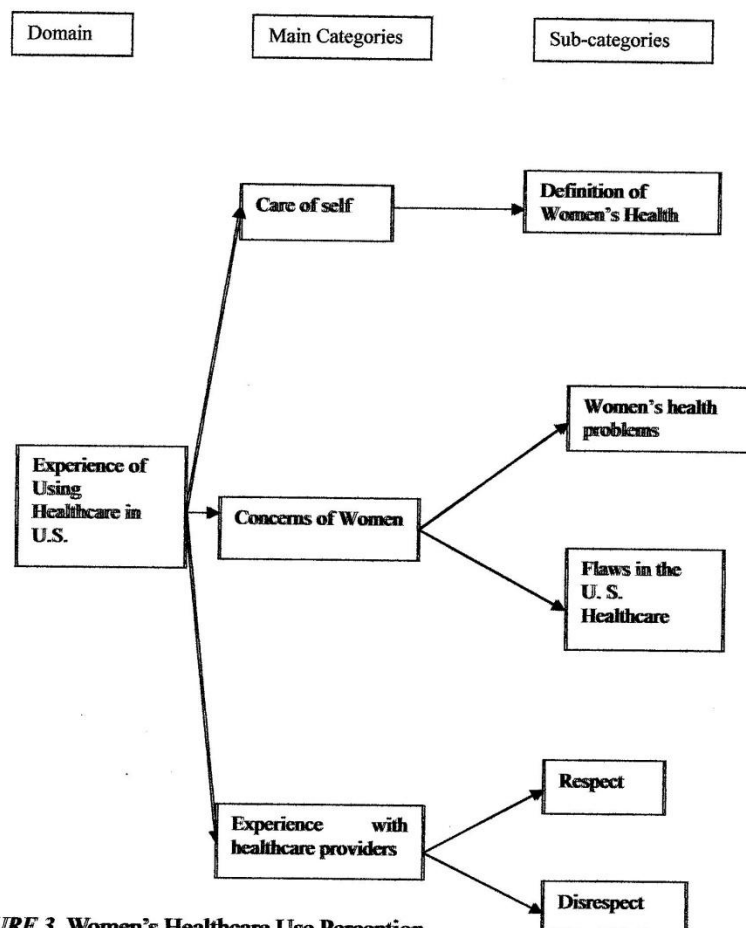 Domain
Main Categories
Sub-categories
Care of self
Definition of
Women's Health
Women's health
problems
Experience of
Using
Healthcare in
U.S.
Concerns of Women
Flaws in the
U. S.
Healthcare
Experience with
healthcare providers
Respect
Disrespect
URE 3. Women's Healthcare Use Perception